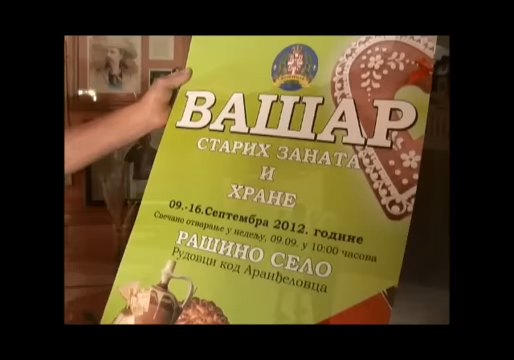 ВАШАР
СТАРИХ ЗАНАТА
И
ХРАНЕ
09.-16.Септембра 2012. године
Свечано отварање у недељу, 09.09. у 10:00 часова
РАШИНО СЕЛО
Рудовци код Аранђеловца